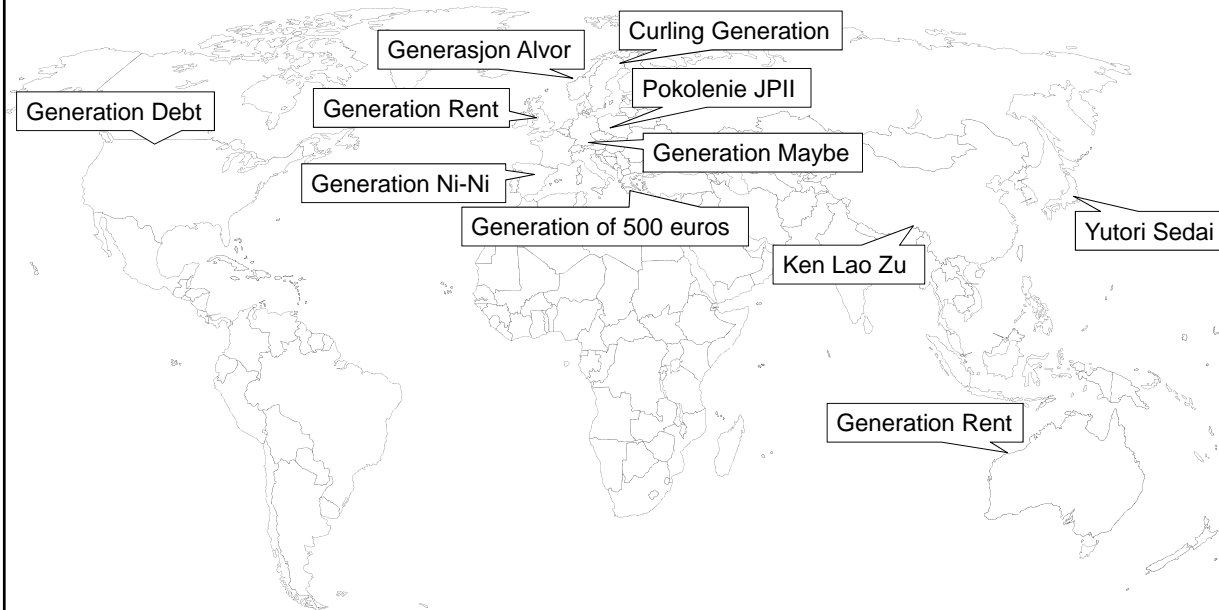 Curling Generation
Generasjon Alvor
Pokolenie JPII
Generation Debt
Generation Rent
Generation Maybe
Generation Ni-Ni
Generation of 500 euros
Yutori Sedai
Ken Lao Zu
Generation Rent